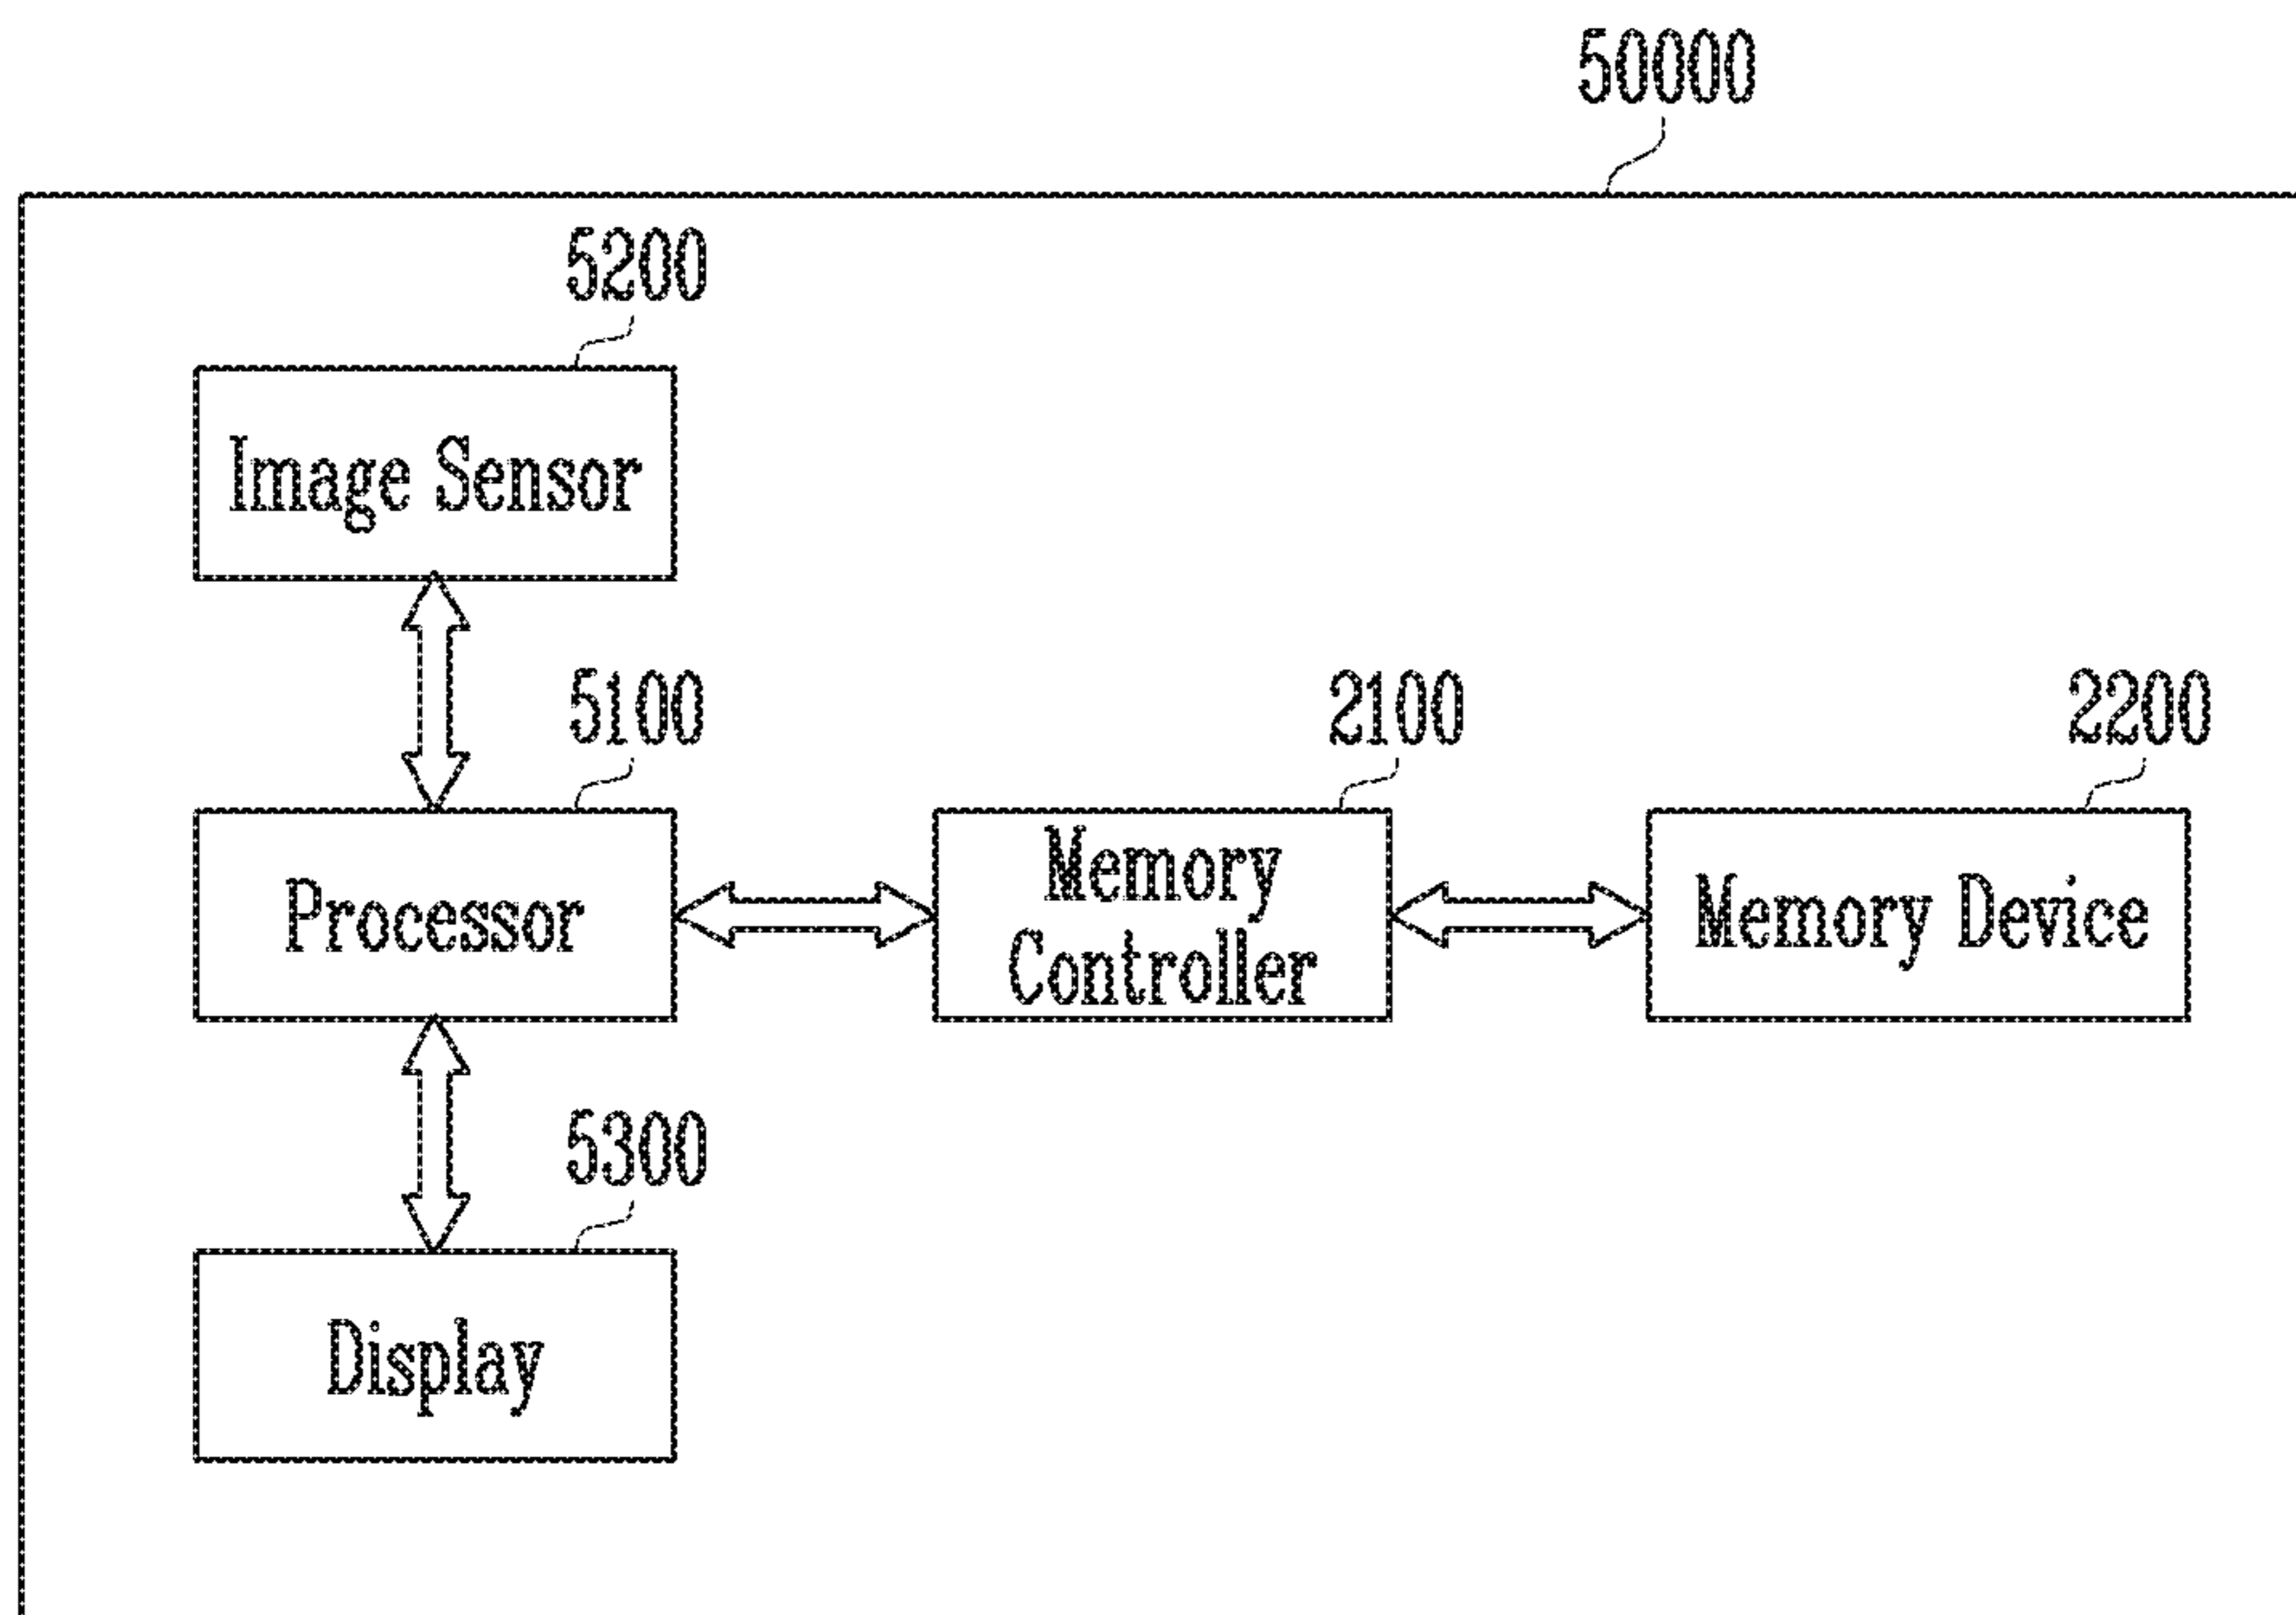 50000
5200
Image Sensor
5100
2100
2200
Processor
Memory
Controller
Memory Device
5300
Display